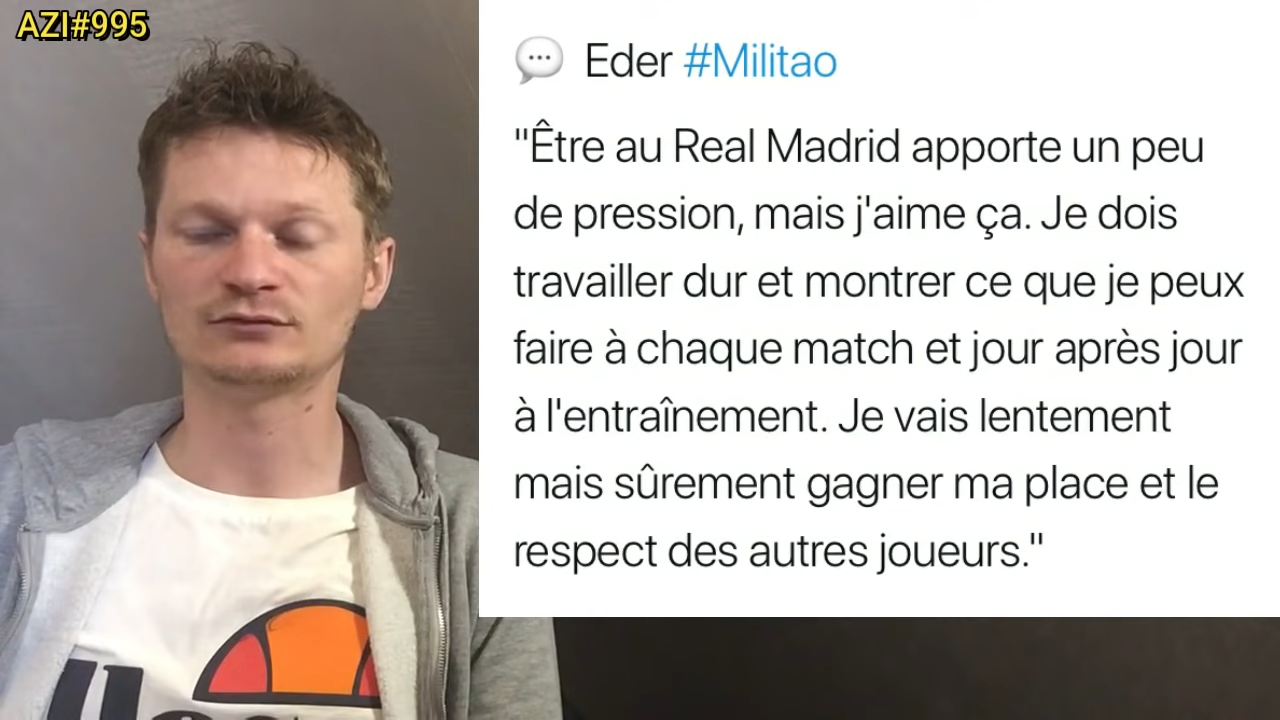 AZI#995
💬 Eder #Militao
"Être au Real Madrid apporte un peu
de pression, mais j'aime ça. Je dois
travailler dur et montrer ce que je peux
faire à chaque match et jour après jour
à l'entraînement. Je vais lentement
mais sûrement gagner ma place et le
respect des autres joueurs."